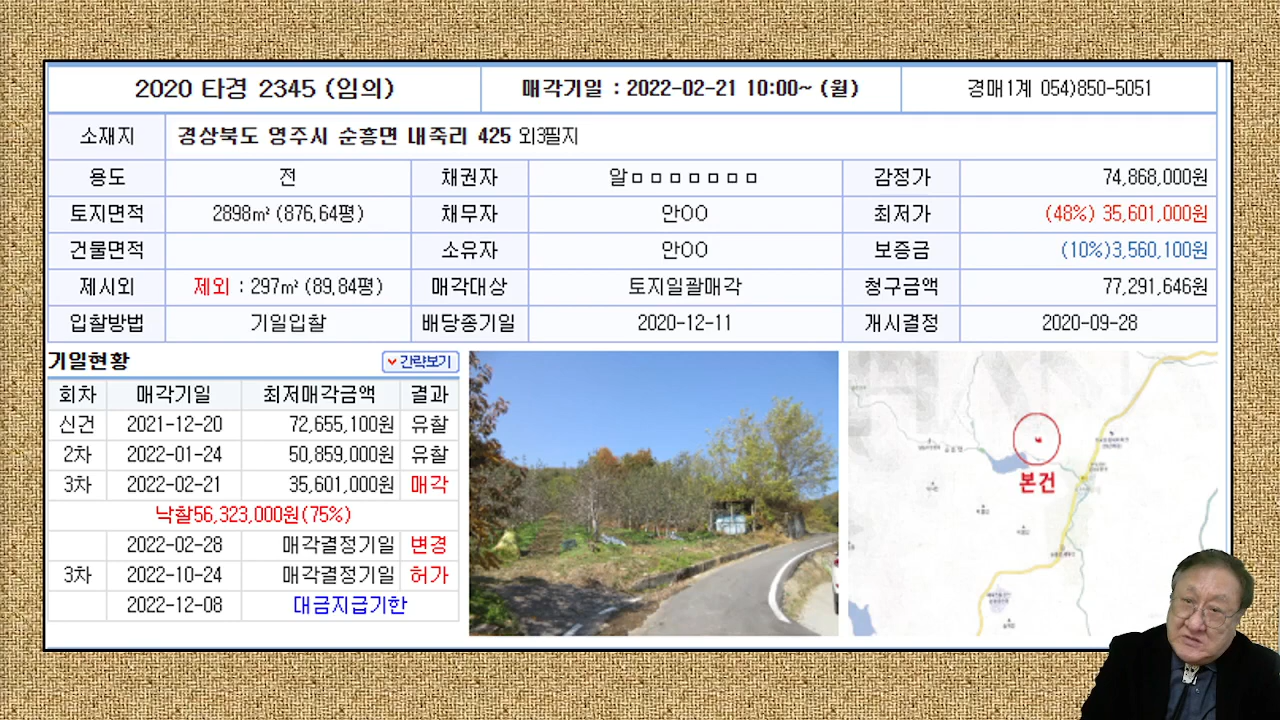 2020 타경 2345 (임의) 매각기일 : 2022-02-21 10:00~ (월) 경매1계 054)850-5051
소재지 경상북도 영주시 순흥면 내죽리 425 외3필지
용도 전 채권자 알ㅁㅁㅁㅁㅁㅁㅁ 감정가 74,868,000원
토지면적 2898㎡ (876,64평) 채무자 안OO 최저가 (48%) 35,601,000원
건물면적 소유자 안OO 보증금 (10%)3,560,100원
제시외 제외 : 297㎡ (89,84평) 매각대상 토지일괄매각 청구금액 77,291,646원
입찰방법 기일입찰 배당종기일 2020-12-11 개시결정 2020-09-28
기일현황 간략보기
회차 매각기일 최저매각금액 결과
신건 2021-12-20 72,655,100원 유찰
2차 2022-01-24 50,859,000원 유찰
3차 2022-02-21 35,601,000원 매각
낙찰56,323,000원(75%)
2022-02-28 매각결정기일 변경
3차 2022-10-24 매각결정기일 허가
2022-12-08 대금지급기한
본건